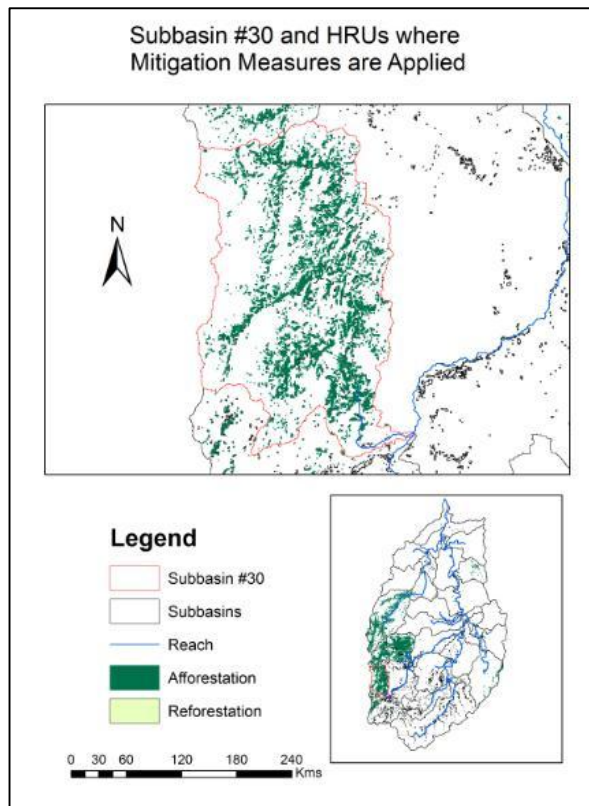 Subbasin #30 and HRUs where
Mitigation Measures are Applied
N
Legend
Subbasin #30
Subbasins
Reach
Afforestation
Reforestation
0 30 60 120 180 240
Kms